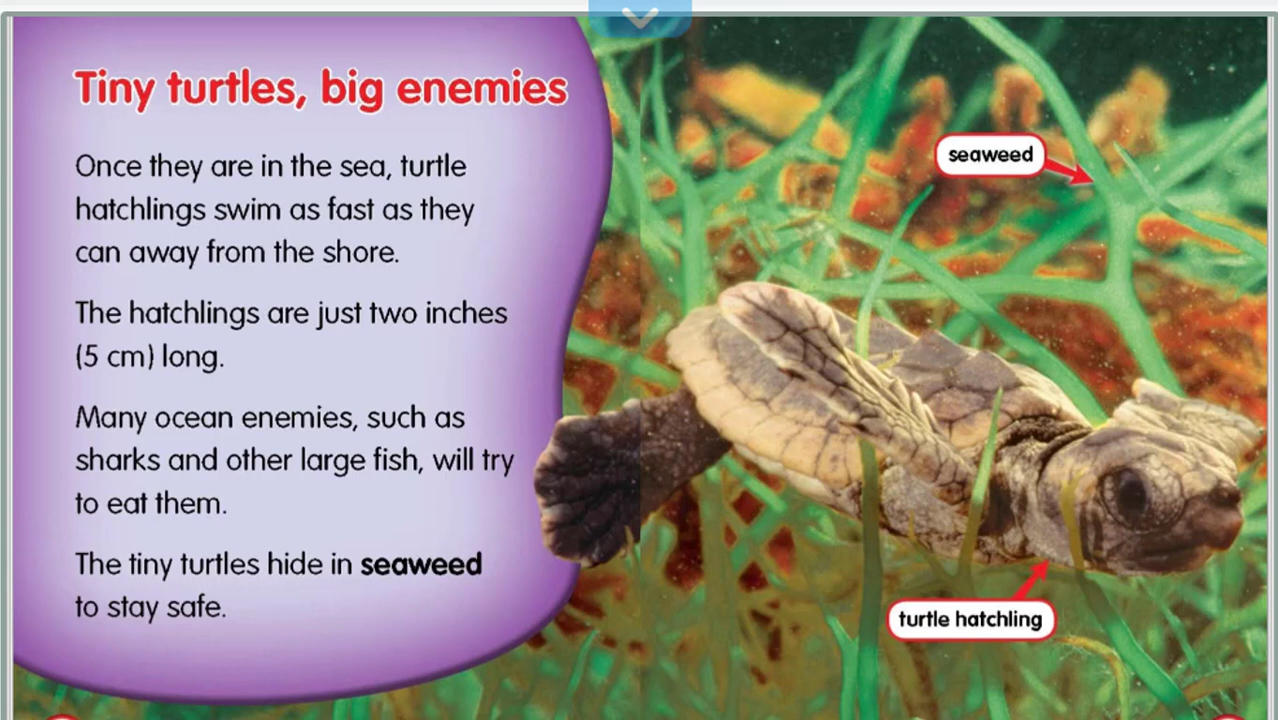 Tiny turtles, big enemies
Once they are in the sea, turtle
hatchlings swim as fast as they
can away from the shore.
The hatchlings are just two inches
(5 cm) long.
Many ocean enemies, such as
sharks and other large fish, will try
to eat them.
The tiny turtles hide in seaweed
to stay safe.
seaweed
turtle hatchling